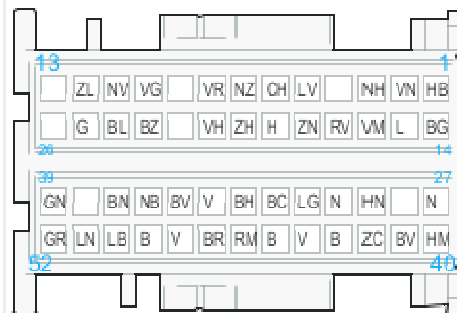 13 1
ZL NV VG VR NZ CH LV NH VN HB
G BL BZ VH ZH H ZN RV VM L BG
26 14
39 27
GN BN NB BV V BH BC LG N HN N
GR LN LB B V BR RM B V B ZC BV HM
52 40